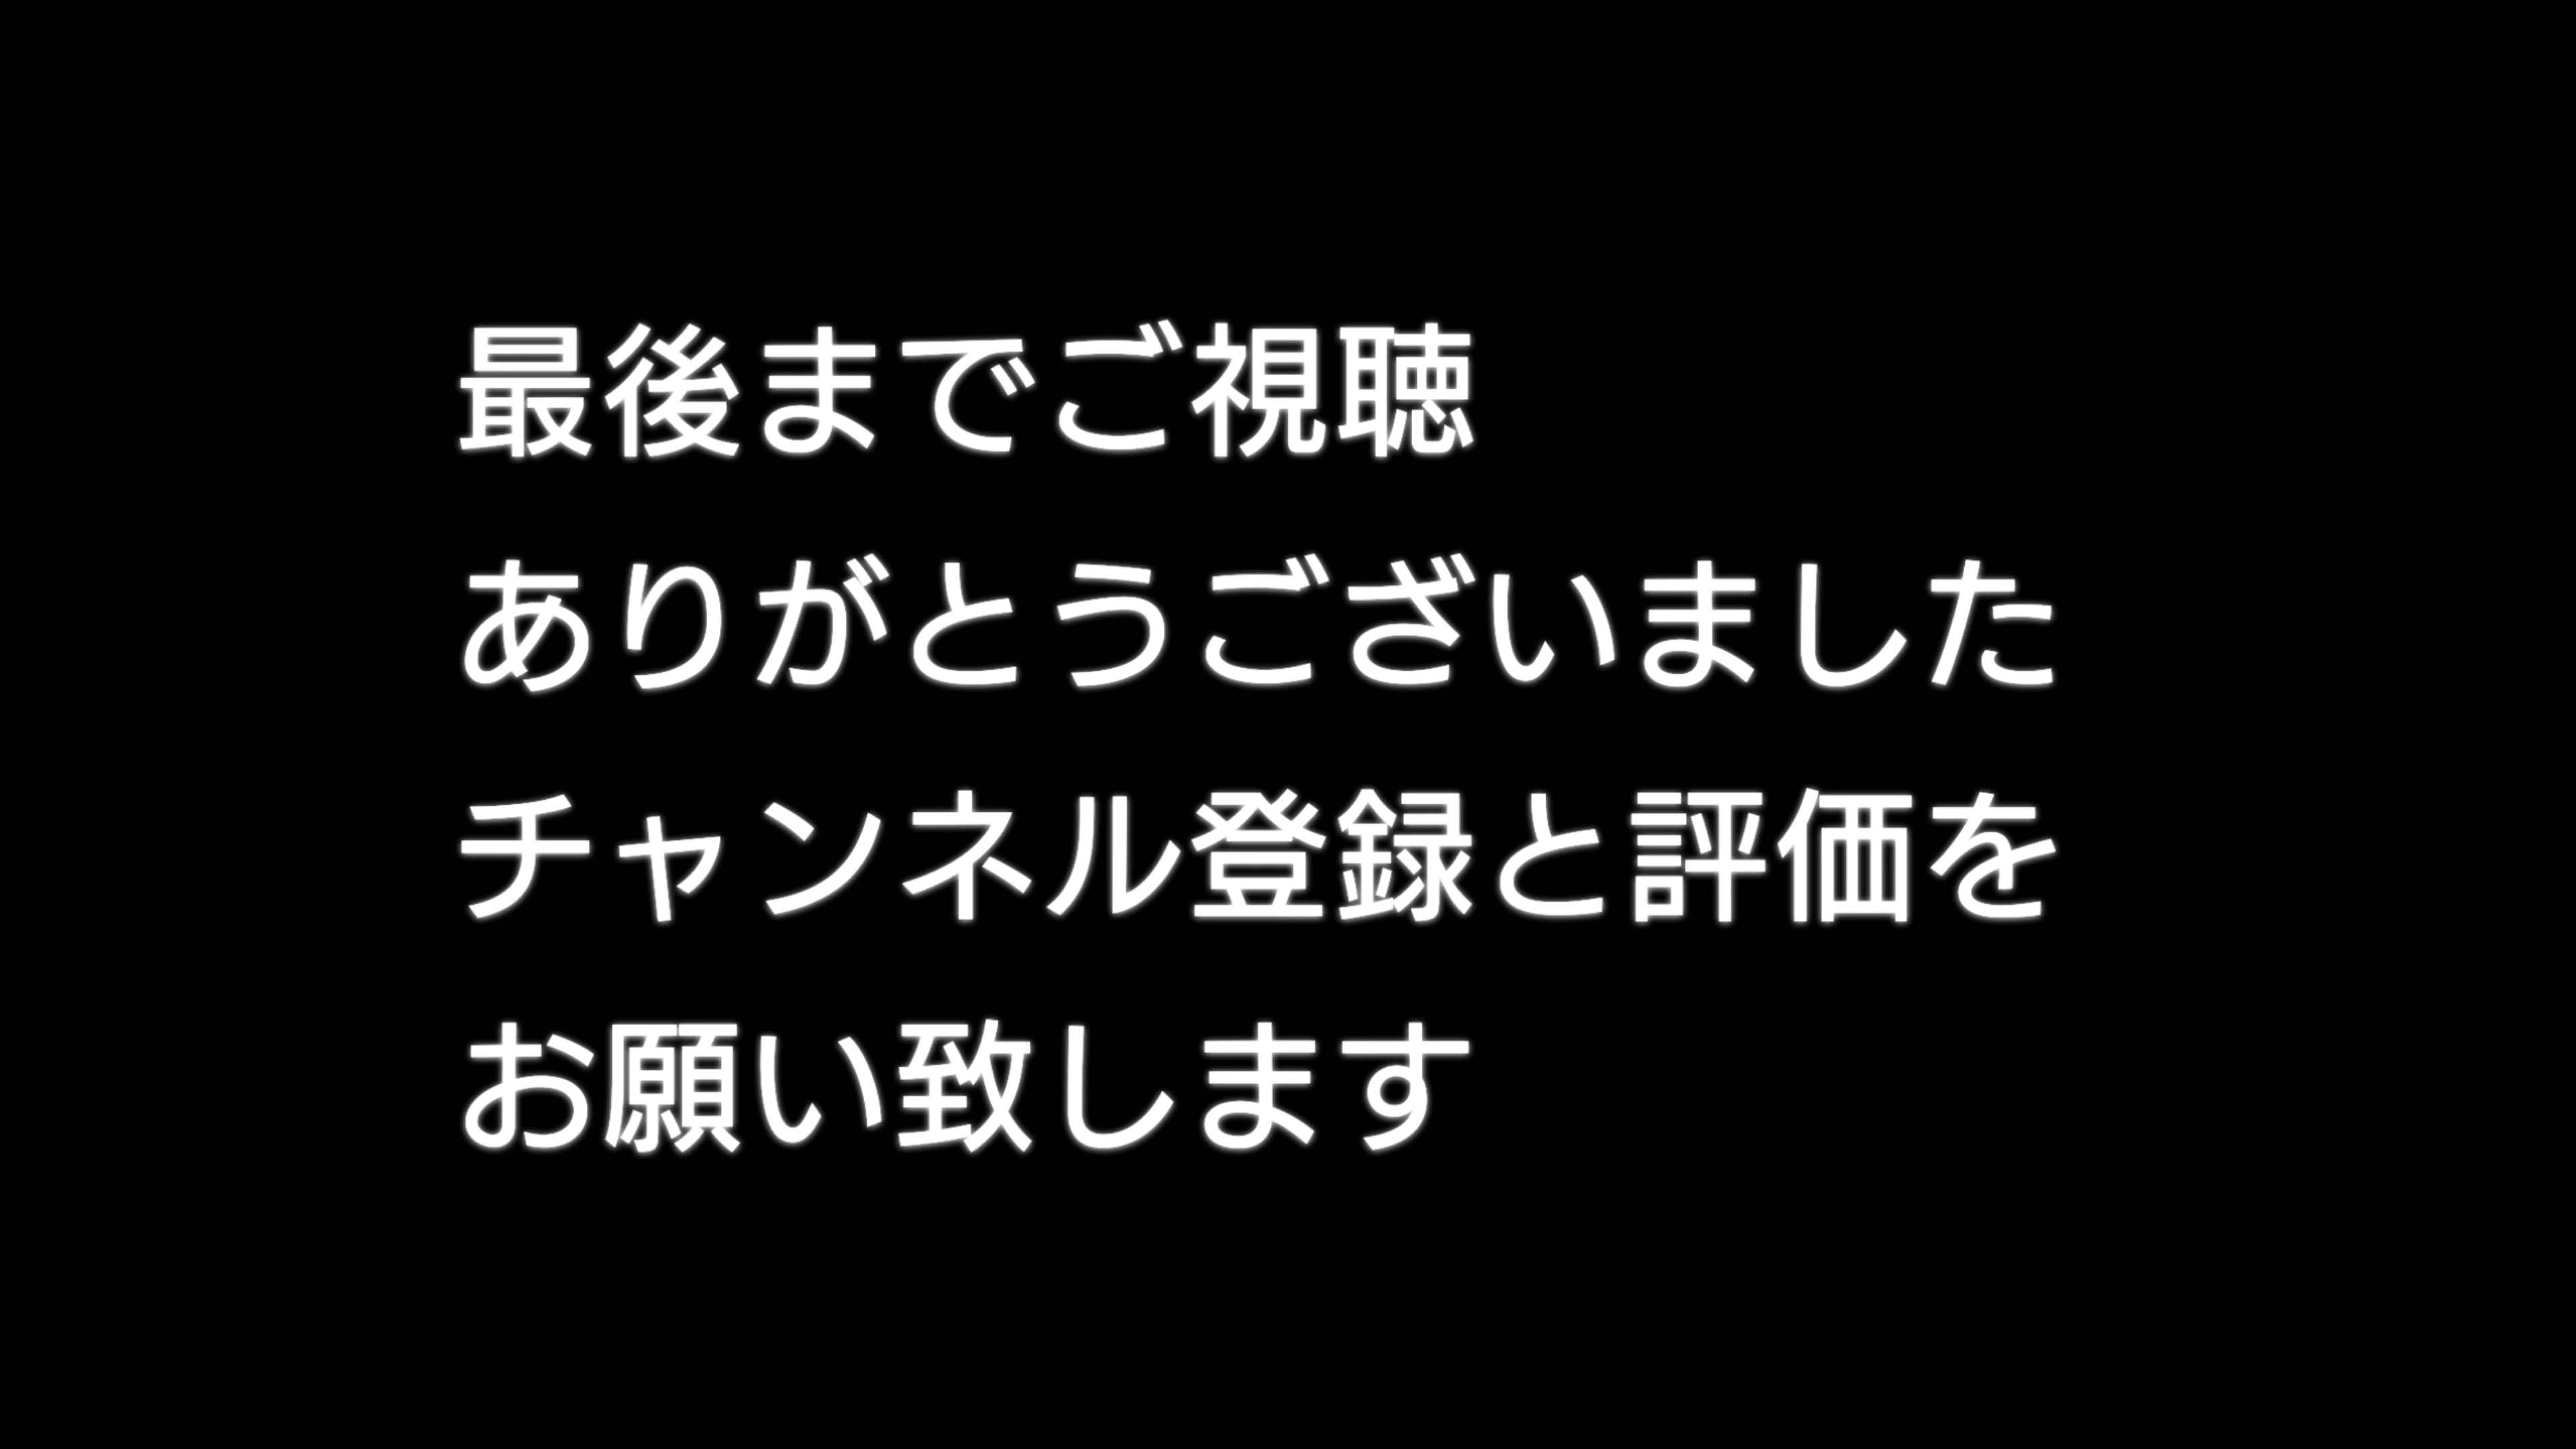 最後までご視聴
ありがとうございました
チャンネル登録と評価を
お願い致します